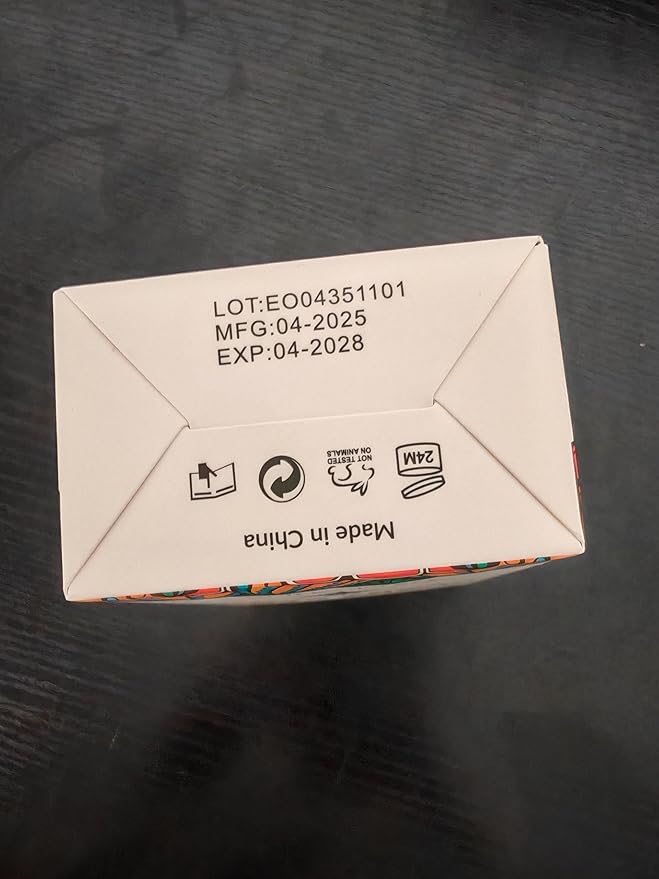 LOT:EO04351101
MFG:04-2025
EXP:04-2028
24M
NOT TESTED
ON ANIMALS
Made in China